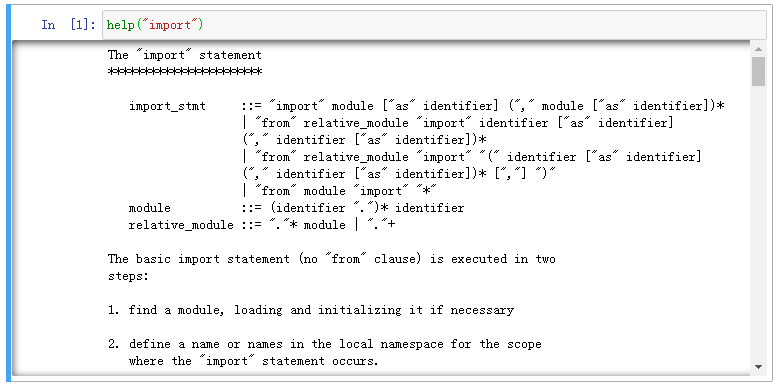 In [1]: help("import")
The "import" statement
**********************
import_stmt ::= "import" module ["as" identifier] ("," module ["as" identifier])*
| "from" relative_module "import" identifier ["as" identifier]
("," identifier ["as" identifier])*
| "from" relative_module "import" "(" identifier ["as" identifier]
("," identifier ["as" identifier])* [","] ")"
| "from" module "import" "*"
module ::= (identifier ".")* identifier
relative_module ::= "."* module | "."+
The basic import statement (no "from" clause) is executed in two
steps:
1. find a module, loading and initializing it if necessary
2. define a name or names in the local namespace for the scope
where the "import" statement occurs.